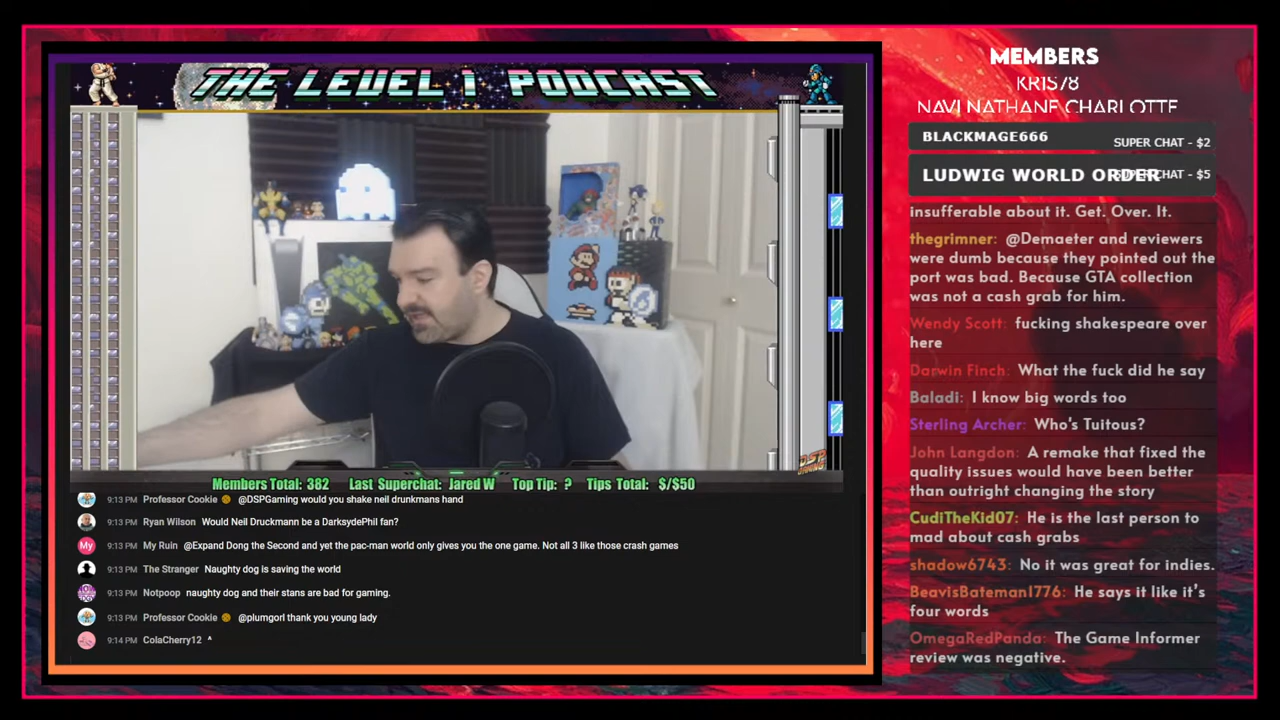 THE LEVEL 1 PODCAST
Members Total: 382 Last Superchat: Jared W Top Tip: ? Tips Total: $/$50
9:13 PM Professor Cookie @DSPGaming would you shake neil drunkmans hand
9:13 PM Ryan Wilson Would Neil Druckmann be a DarksydePhil fan?
My 9:13 PM My Ruin @Expand Dong the Second and yet the pac-man world only gives you the one game. Not all 3 like those crash games
9:13 PM The Stranger Naughty dog is saving the world
9:13 PM Notpoop naughty dog and their stans are bad for gaming.
9:13 PM Professor Cookie @plumgorl thank you young lady
9:14 PM ColaCherry12 ^
MEMBERS
KRIS78
NAVI NATHANE CHARLOTTE
BLACKMAGE666 SUPER CHAT - $2
LUDWIG WORLD ORDER SUPER CHAT - $5
insufferable about it. Get. Over. It.
thegrimner: @Demaeter and reviewers
were dumb because they pointed out the
port was bad. Because GTA collection
was not a cash grab for him.
Wendy Scott: fucking shakespeare over
here
Darwin Finch: What the fuck did he say
Baladi: I know big words too
Sterling Archer: Who's Tuitous?
John Langdon: A remake that fixed the
quality issues would have been better
than outright changing the story
CudiTheKid07: He is the last person to
mad about cash grabs
shadow6743: No it was great for indies.
BeavisBateman1776: He says it like it's
four words
OmegaRedPanda: The Game Informer
review was negative.